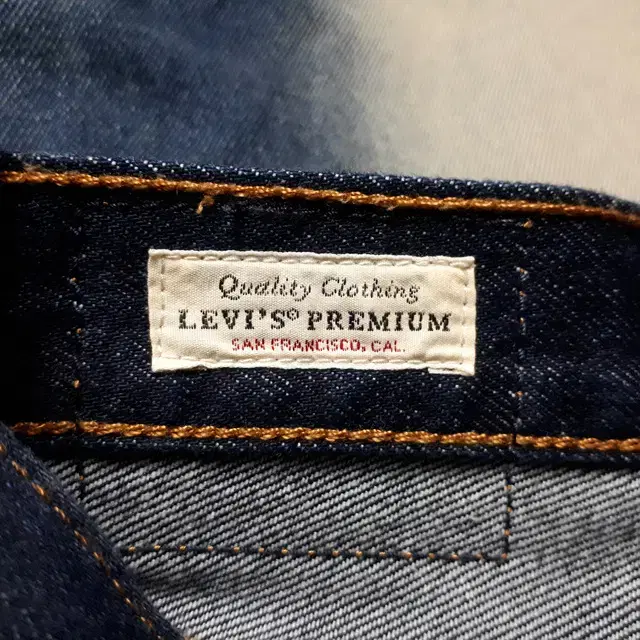 Quality Clothing
LEVI'S® PREMIUM
SAN FRANCISCO, CAL.